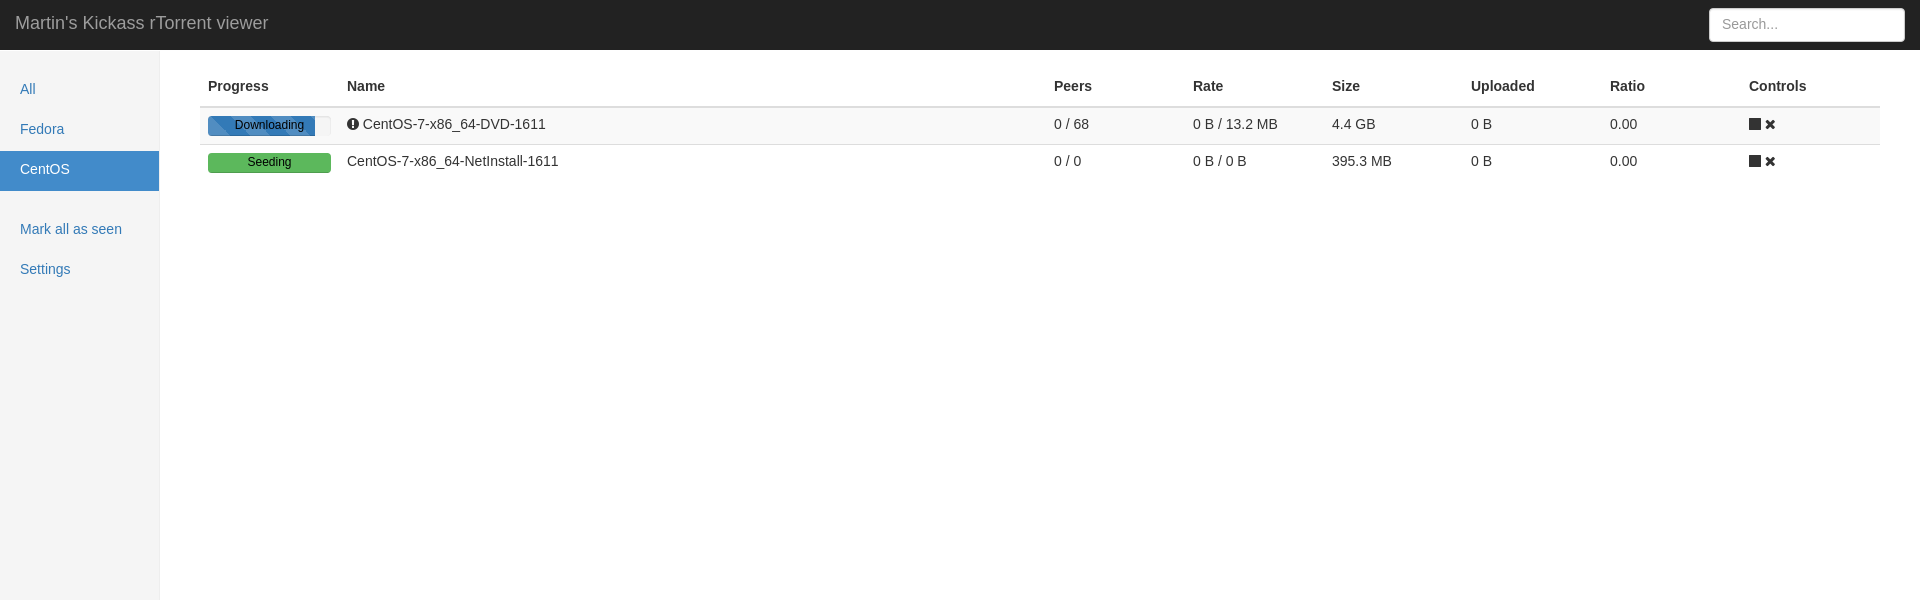 Martin's Kickass rTorrent viewer Search...
All
Fedora
CentOS
Mark all as seen
Settings
Progress Name Peers Rate Size Uploaded Ratio Controls
Downloading CentOS-7-x86_64-DVD-1611 0 / 68 0 B / 13.2 MB 4.4 GB 0 B 0.00
Seeding CentOS-7-x86_64-NetInstall-1611 0 / 0 0 B / 0 B 395.3 MB 0 B 0.00